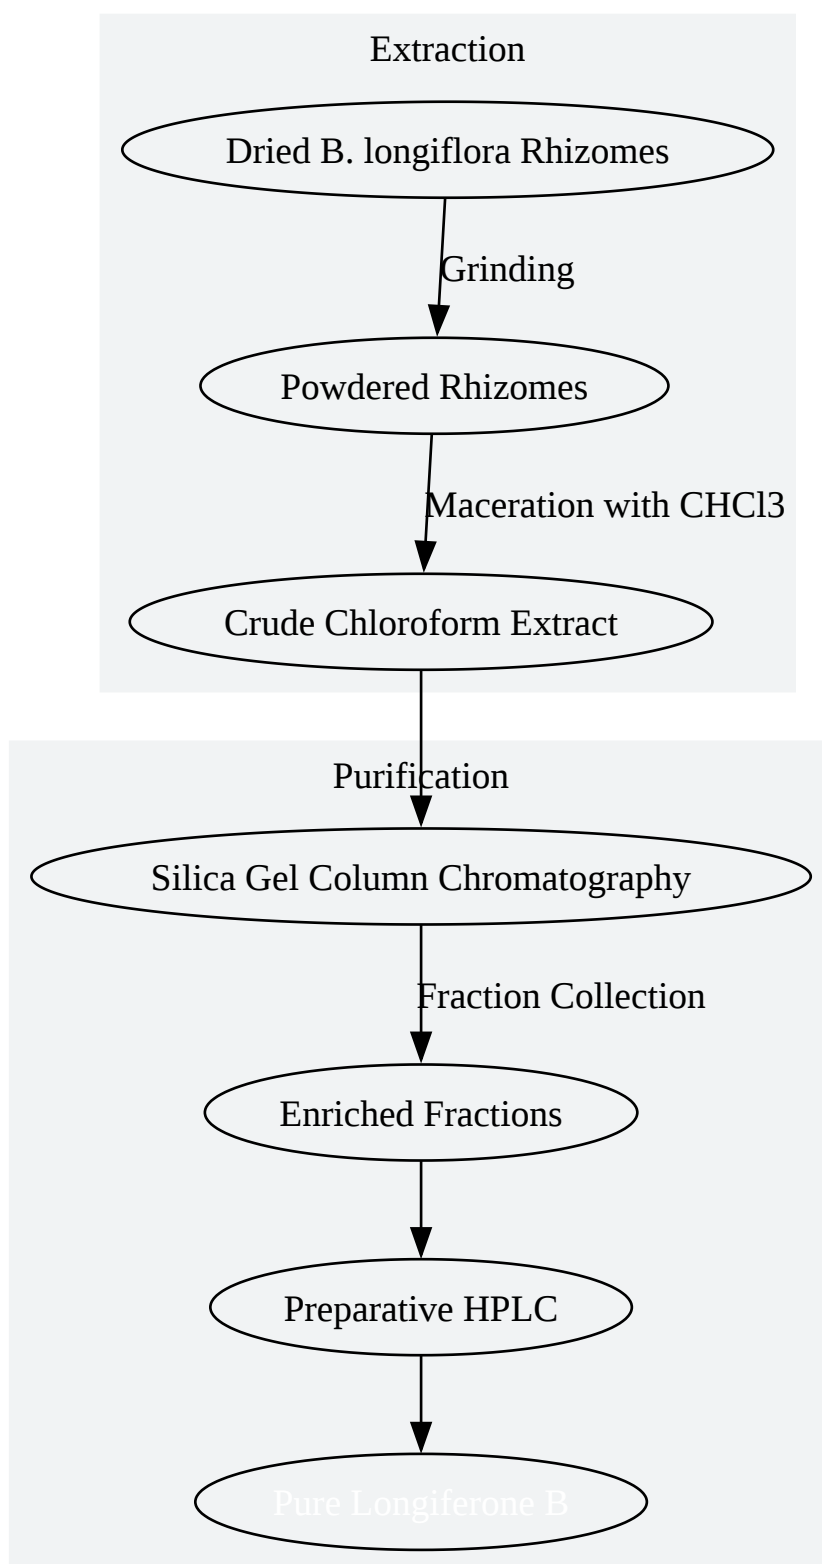 Extraction
Dried B. longiflora Rhizomes
Grinding
Powdered Rhizomes
Maceration with CHCl3
Crude Chloroform Extract
Purification
Silica Gel Column Chromatography
Fraction Collection
Enriched Fractions
Preparative HPLC
Pure Longiferone B